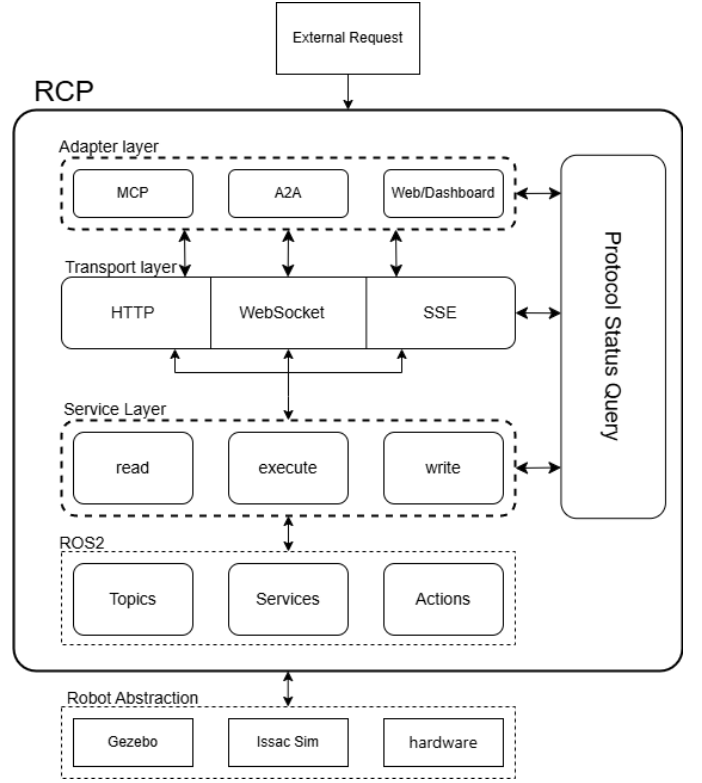 External Request
RCP
Adapter layer
MCP
A2A
Web/Dashboard
Transport layer
HTTP
WebSocket
SSE
Protocol Status Query
Service Layer
read
execute
write
ROS2
Topics
Services
Actions
Robot Abstraction
Gezebo
Issac Sim
hardware